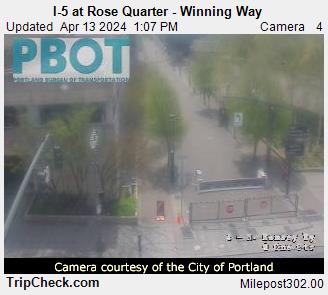 I-5 at Rose Quarter - Winning Way
Updated Apr 13 2024 1:07 PM Camera 4
PBOT
PORTLAND BUREAU OF TRANSPORTATION
Camera courtesy of the City of Portland
TripCheck.com
Milepost302.00